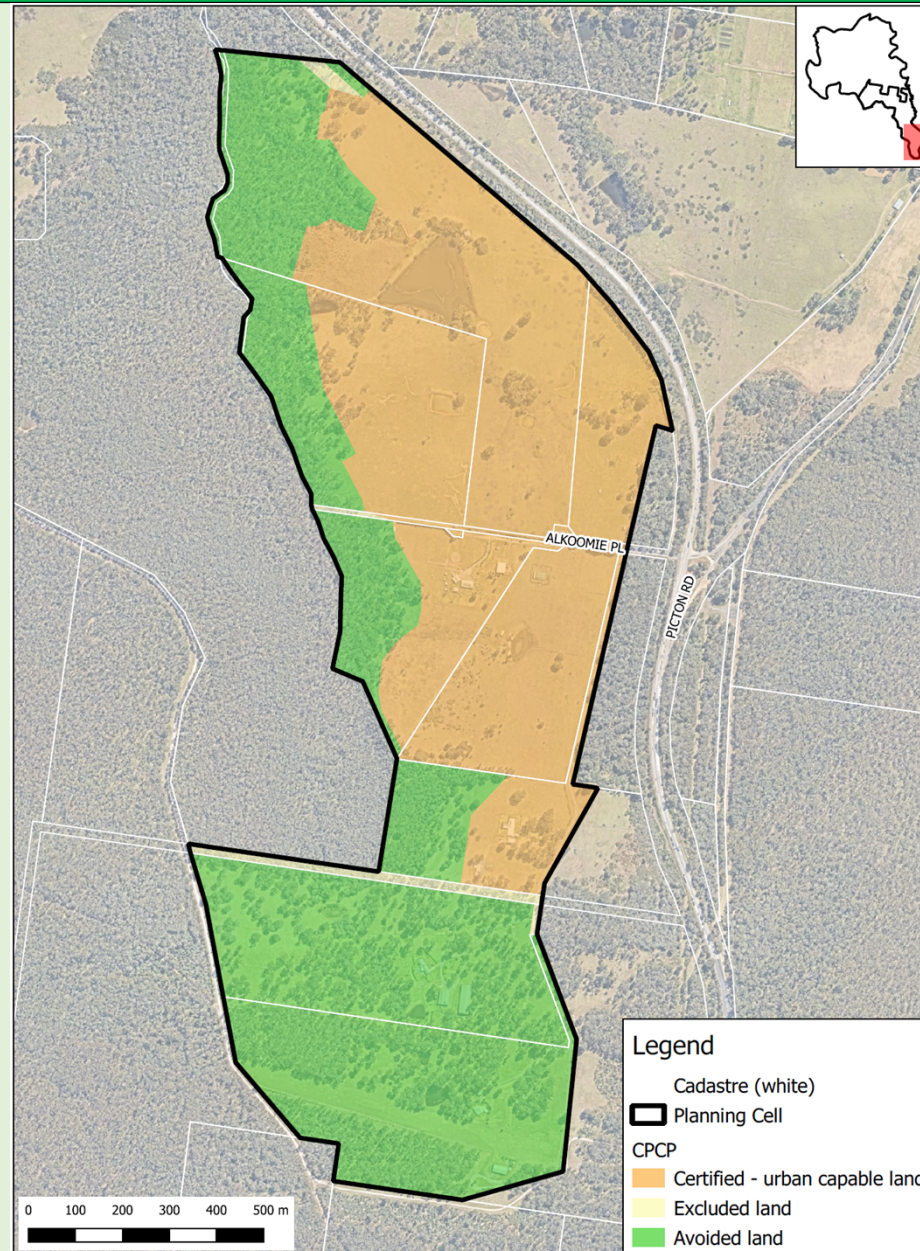 ALKOOMIE PL
PICTON RD
Legend
Cadastre (white)
Planning Cell
CPCP
Certified - urban capable land
Excluded land
Avoided land
0 100 200 300 400 500 m